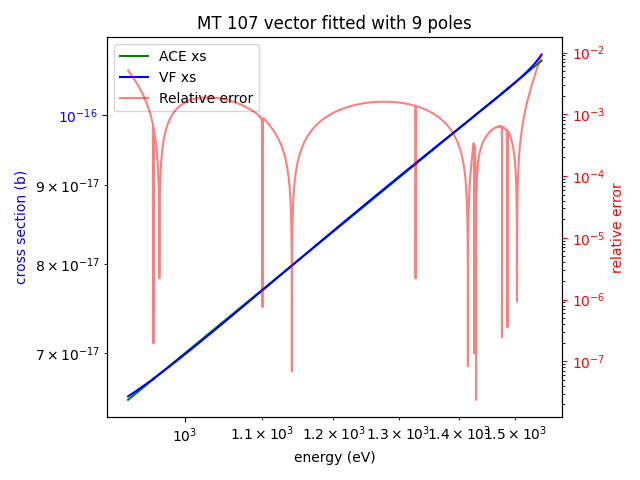 MT 107 vector fitted with 9 poles
ACE xs
VF xs
Relative error
10⁻¹⁶
9 × 10⁻¹⁷
8 × 10⁻¹⁷
7 × 10⁻¹⁷
cross section (b)
10⁻²
10⁻³
10⁻⁴
10⁻⁵
10⁻⁶
10⁻⁷
relative error
10³ 1.1 × 10³ 1.2 × 10³ 1.3 × 10³ 1.4 × 10³ 1.5 × 10³
energy (eV)